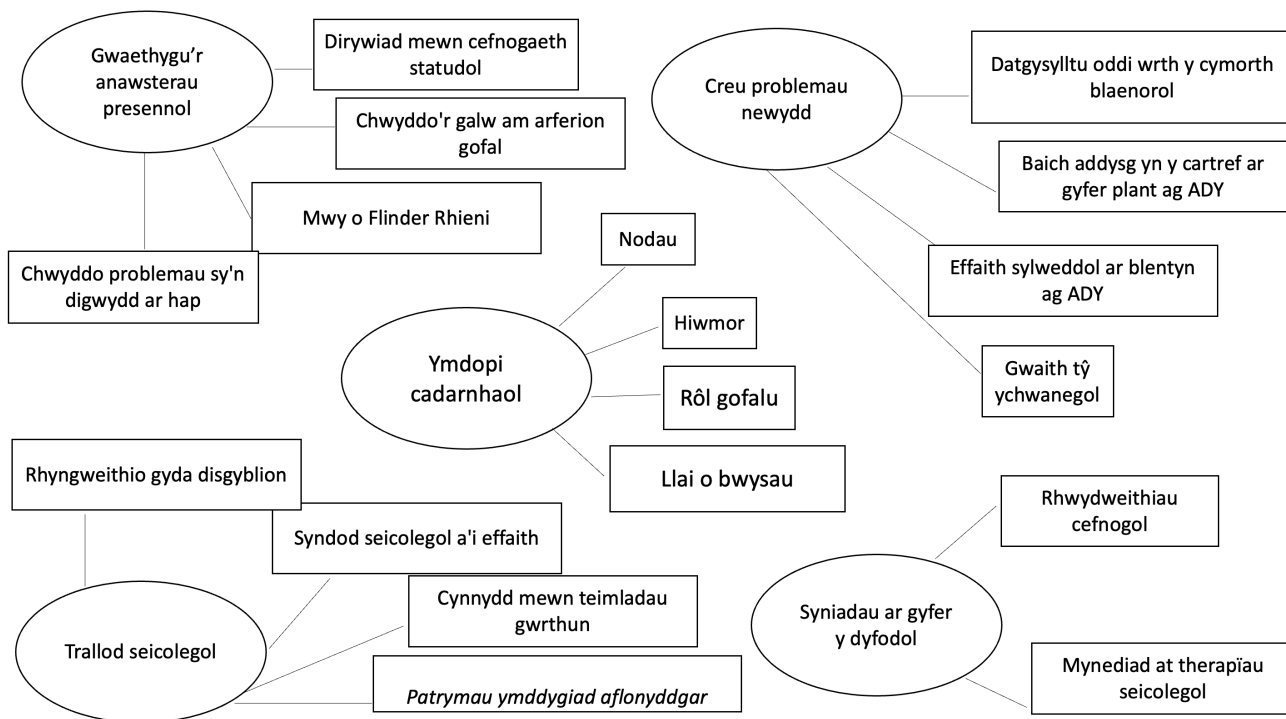 Gwaethygu’r
anawsterau
presennol
Dirywiad mewn cefnogaeth
statudol
Chwyddo'r galw am arferion
gofal
Mwy o Flinder Rhieni
Chwyddo problemau sy'n
digwydd ar hap
Creu problemau
newydd
Datgysylltu oddi wrth y cymorth
blaenorol
Baich addysg yn y cartref ar
gyfer plant ag ADY
Effaith sylweddol ar blentyn
ag ADY
Gwaith tŷ
ychwanegol
Ymdopi
cadarnhaol
Nodau
Hiwmor
Rôl gofalu
Llai o bwysau
Trallod seicolegol
Rhyngweithio gyda disgyblion
Syndod seicolegol a'i effaith
Cynnydd mewn teimladau
gwrthun
Patrymau ymddygiad aflonyddgar
Syniadau ar gyfer
y dyfodol
Rhwydweithiau
cefnogol
Mynediad at therapïau
seicolegol